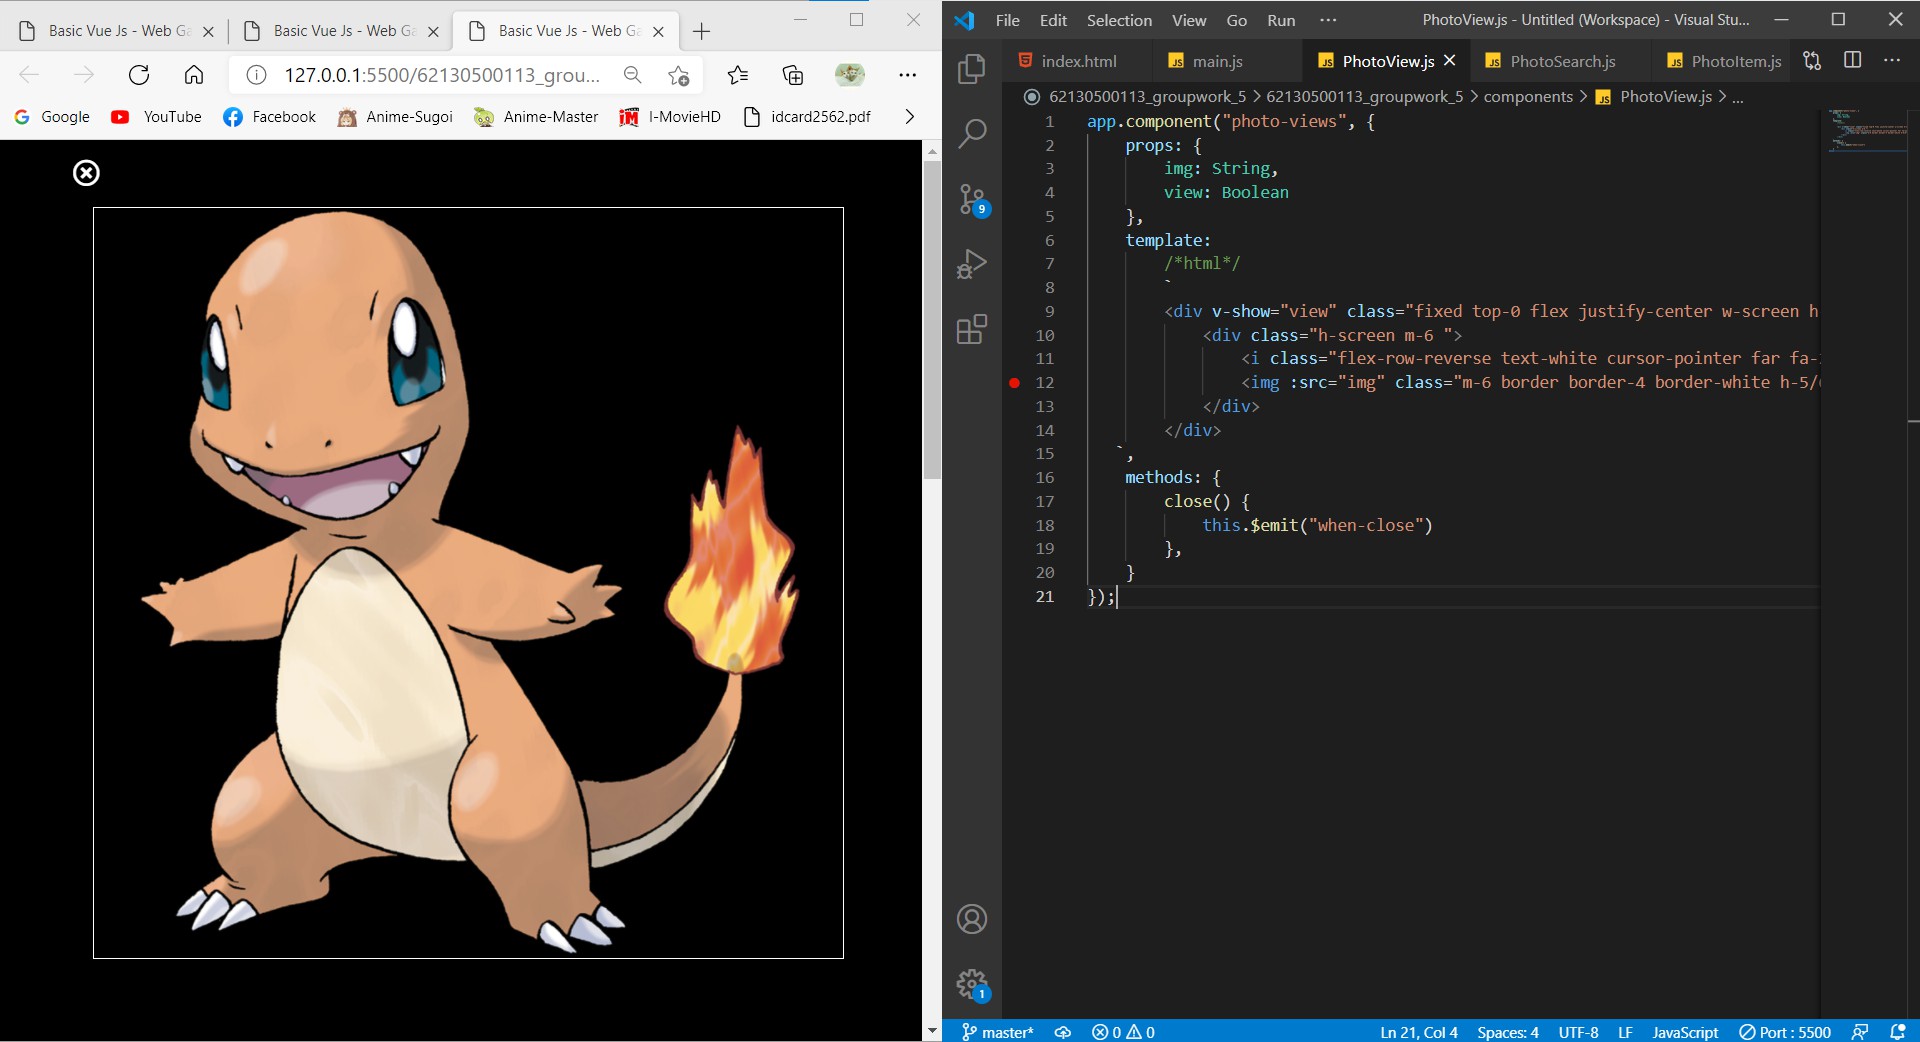 Basic Vue Js - Web Ga
Basic Vue Js - Web Ga
Basic Vue Js - Web Ga
127.0.0.1:5500/62130500113_grou...
Google
YouTube
Facebook
Anime-Sugoi
Anime-Master
I-MovieHD
idcard2562.pdf
File Edit Selection View Go Run ···
PhotoView.js - Untitled (Workspace) - Visual Stu...
index.html
main.js
PhotoView.js
PhotoSearch.js
PhotoItem.js
62130500113_groupwork_5 > 62130500113_groupwork_5 > components > JS PhotoView.js > ...
1 app.component("photo-views", {
2 props: {
3 img: String,
4 view: Boolean
5 },
6 template:
7 /*html*/
8 `
9 <div v-show="view" class="fixed top-0 flex justify-center w-screen h
10 <div class="h-screen m-6 ">
11 <i class="flex-row-reverse text-white cursor-pointer far fa-
12 <img :src="img" class="m-6 border border-4 border-white h-5/
13 </div>
14 </div>
15 `,
16 methods: {
17 close() {
18 this.$emit("when-close")
19 },
20 }
21 });
9
1
master*
0 0
Ln 21, Col 4
Spaces: 4
UTF-8
LF
JavaScript
Port : 5500